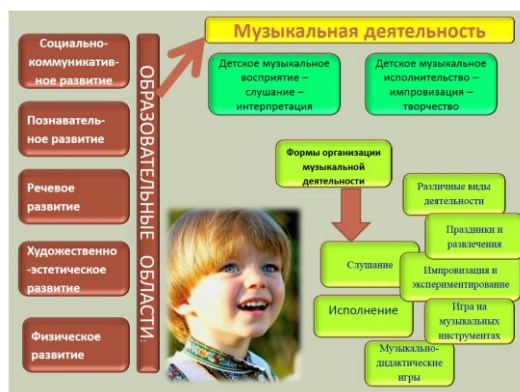 Социально-
коммуникатив-
ное развитие
Познаватель-
ное развитие
Речевое
развитие
Художественно
-эстетическое
развитие
Физическое
развитие
ОБРАЗОВАТЕЛЬНЫЕ ОБЛАСТИ:
Музыкальная деятельность
Детское музыкальное
восприятие –
слушание –
интерпретация
Детское музыкальное
исполнительство –
импровизация –
творчество
Формы организации
музыкальной
деятельности
Различные виды
деятельности
Праздники и
развлечения
Слушание
Импровизация и
экспериментирование
Исполнение
Игра на
музыкальных
инструментах
Музыкально-
дидактические
игры